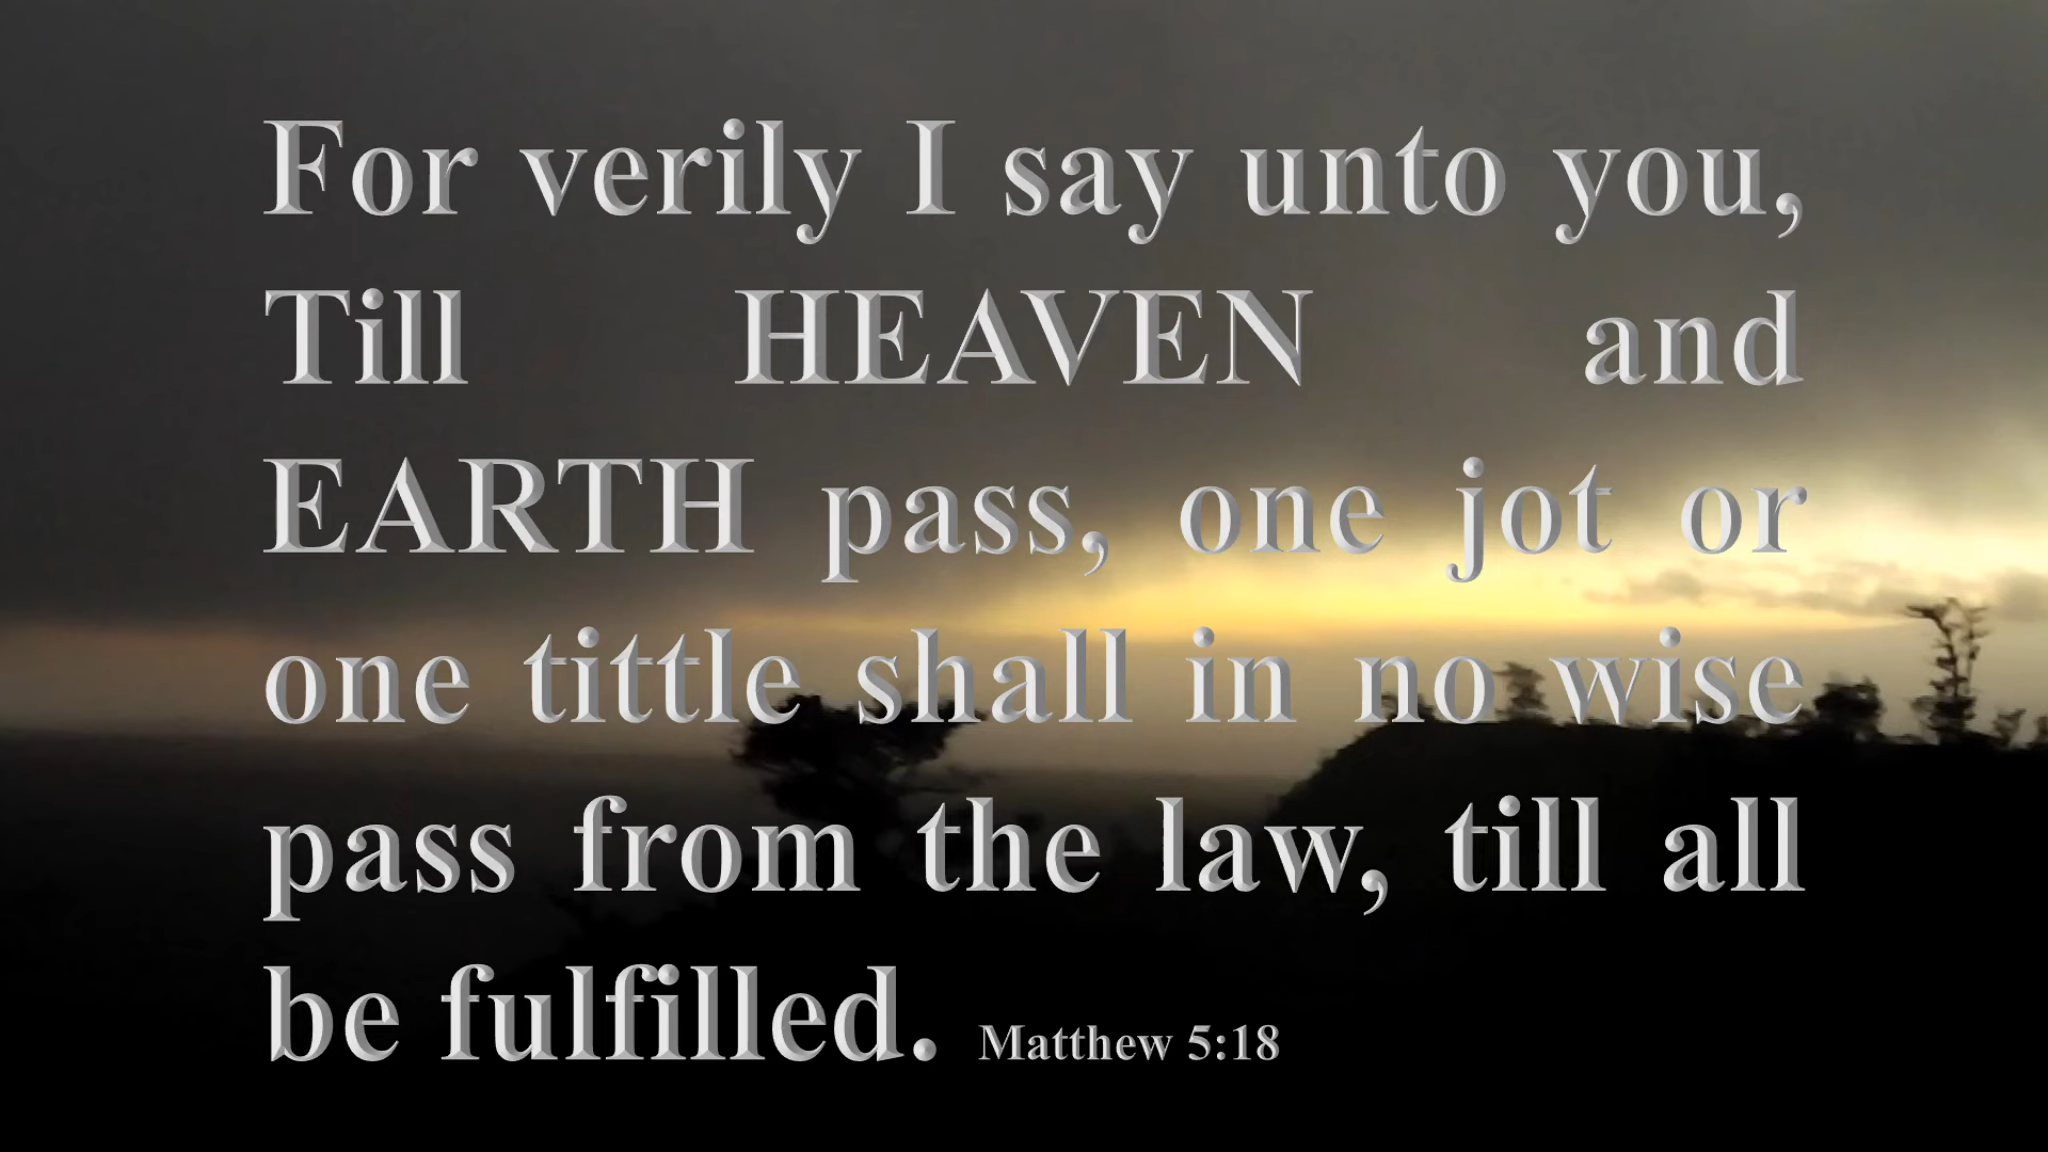 For verily I say unto you,
Till HEAVEN and
EARTH pass, one jot or
one tittle shall in no wise
pass from the law, till all
be fulfilled. Matthew 5:18